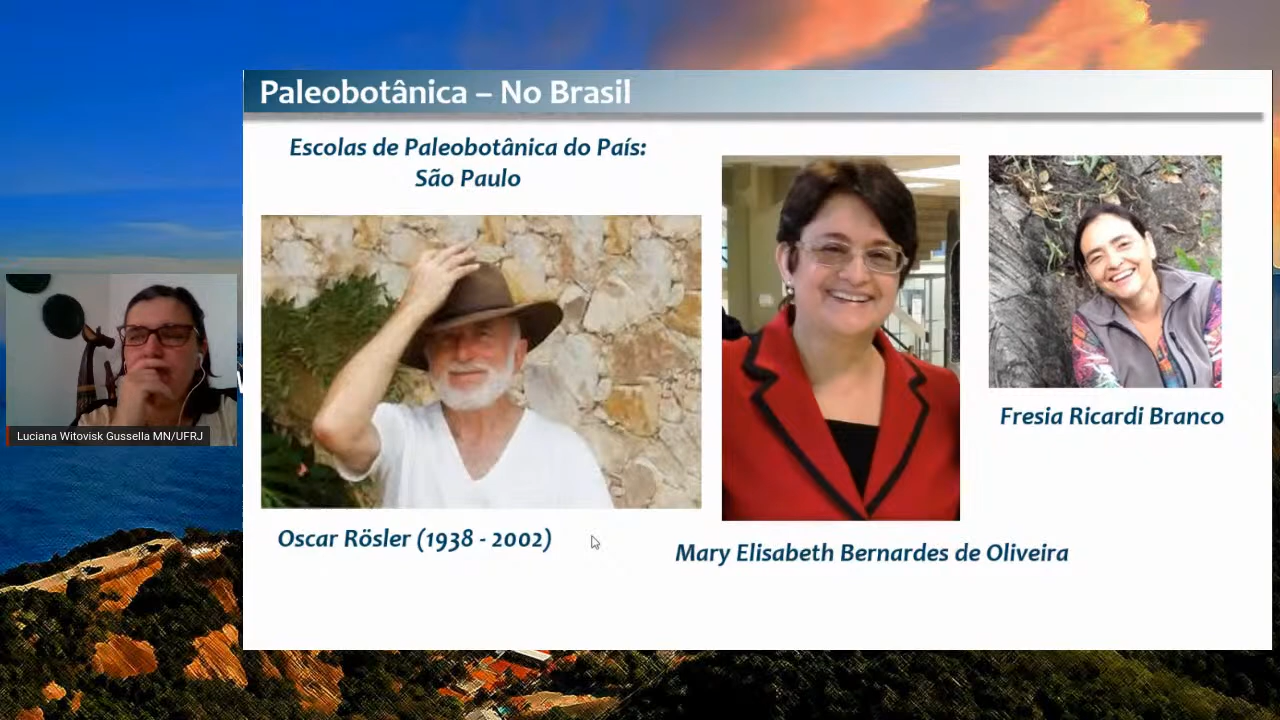 Paleobotânica – No Brasil
Escolas de Paleobotânica do País:
São Paulo
Luciana Witovisk Gussella MN/UFRJ
Fresia Ricardi Branco
Oscar Rösler (1938 - 2002)
Mary Elisabeth Bernardes de Oliveira